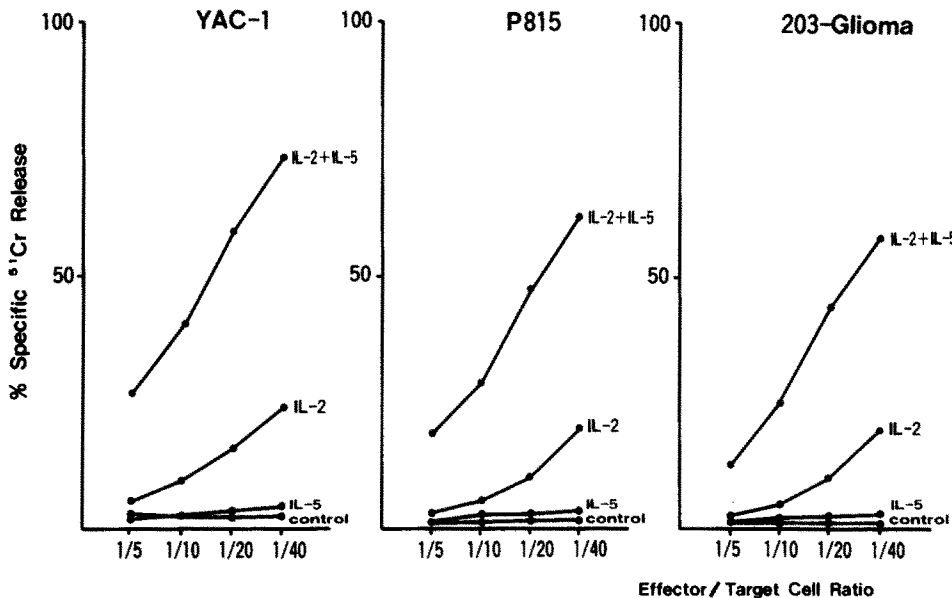 YAC-1
P815
203-Glioma
% Specific ⁵¹Cr Release
100
50
IL-2+IL-5
IL-2
IL-5
control
1/5 1/10 1/20 1/40
100
50
IL-2+IL-5
IL-2
IL-5
control
1/5 1/10 1/20 1/40
100
50
IL-2+IL-5
IL-2
IL-5
control
1/5 1/10 1/20 1/40
Effector/Target Cell Ratio